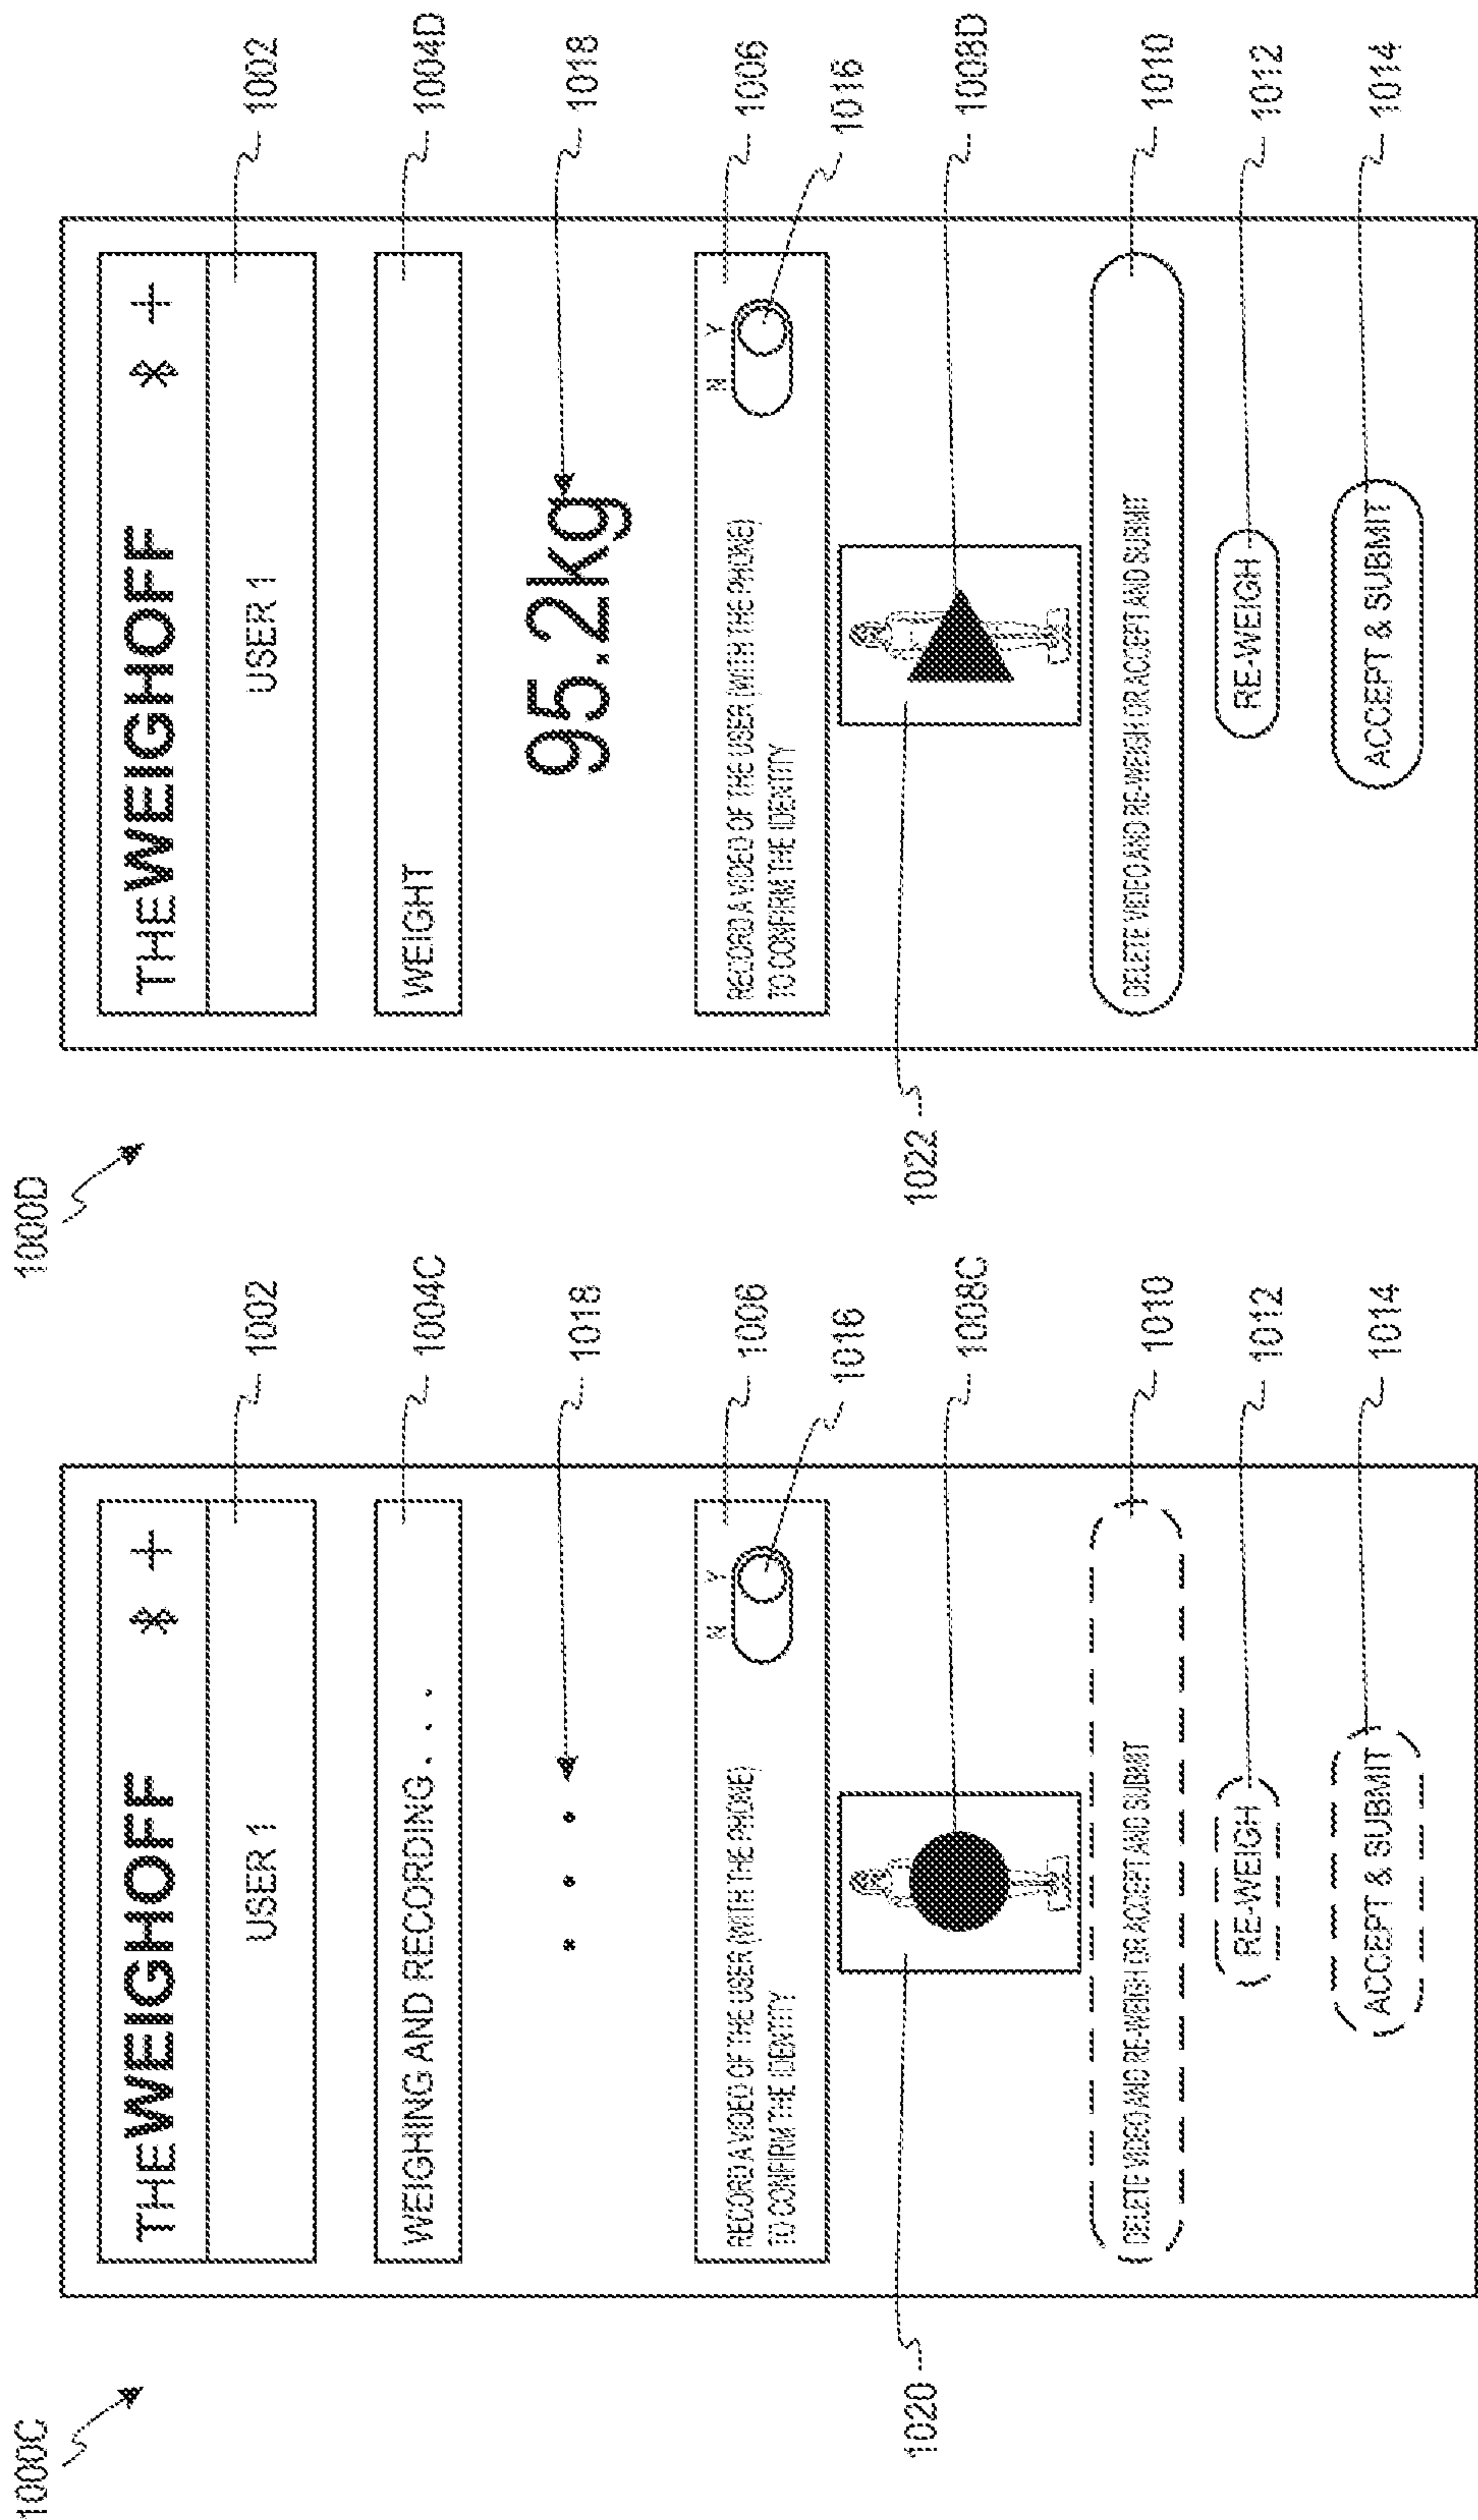 1000C
THEWEIGHOFF * +
USER 1
1002
WEIGHING AND RECORDING . . .
1004C
. . .
1018
RECORD A VIDEO OF THE USER (WITH THE PHONE)
TO CONFIRM THE IDENTITY
N Y
1006
1016
1020
1008C
DELETE VIDEO AND RE-WEIGH OR ACCEPT AND SUBMIT
1010
RE-WEIGH
1012
ACCEPT & SUBMIT
1014
1000D
THEWEIGHOFF * +
USER 1
1002
WEIGHT
1004D
95.2kg
1018
RECORD A VIDEO OF THE USER (WITH THE PHONE)
TO CONFIRM THE IDENTITY
N Y
1006
1016
1022
1008D
DELETE VIDEO AND RE-WEIGH OR ACCEPT AND SUBMIT
1010
RE-WEIGH
1012
ACCEPT & SUBMIT
1014